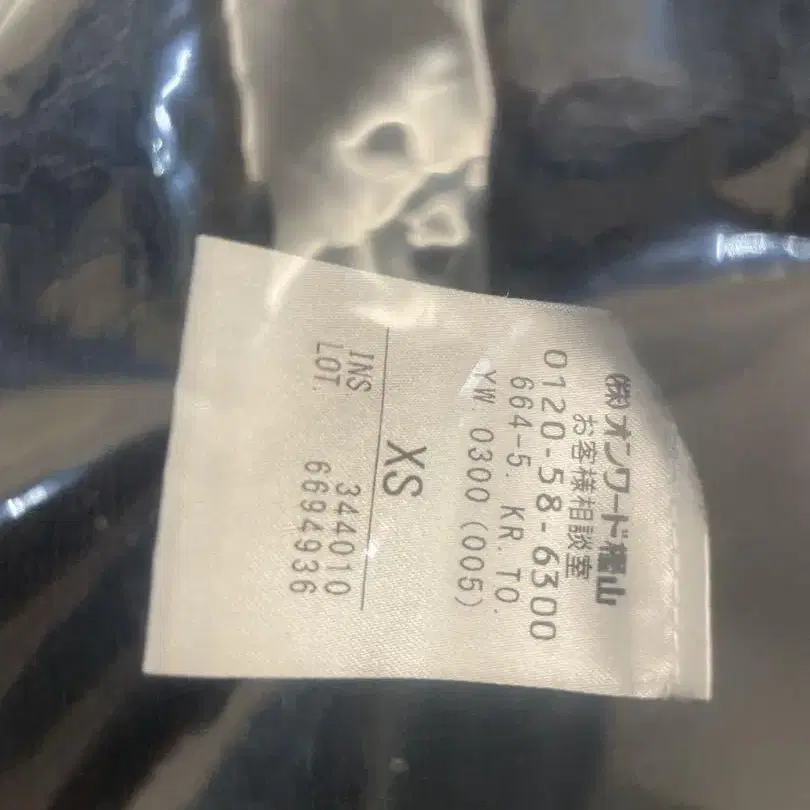 ㈱オンワード樫山
お客様相談室
0120-58-6300
664-5. KR. TO.
YW. 0300 (005)
XS
INS. 344010
LOT. 6694936